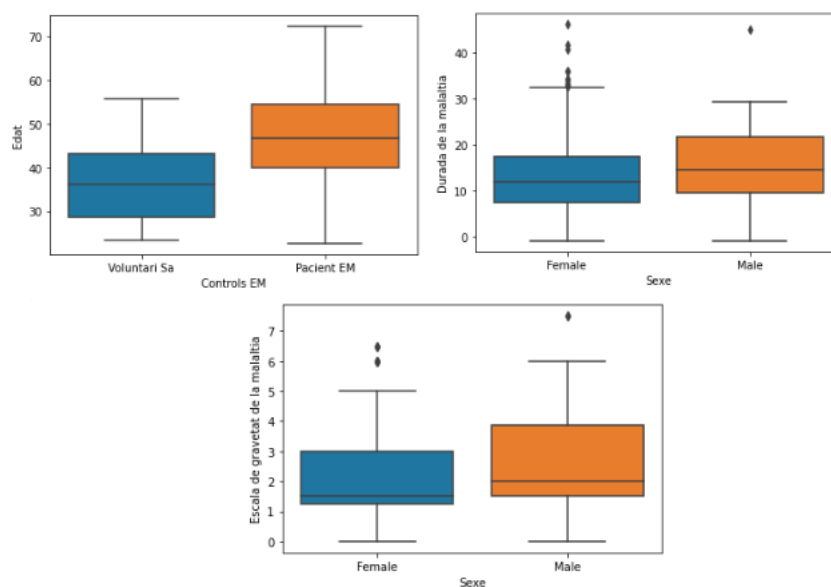 70
60
50
40
30
Edat
Voluntari Sa
Pacient EM
Controls EM
40
30
20
10
0
Durada de la malaltia
Female
Male
Sexe
7
6
5
4
3
2
1
0
Escala de gravetat de la malaltia
Female
Male
Sexe